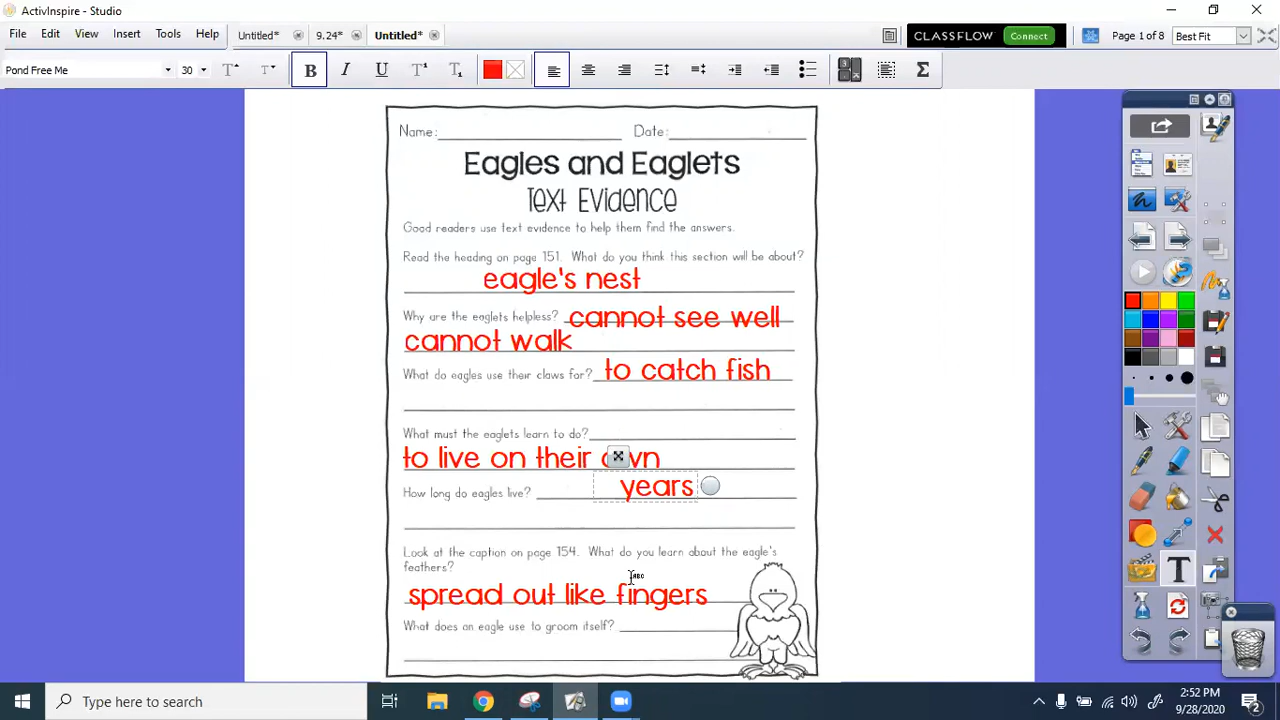 ActivInspire - Studio
File Edit View Insert Tools Help Untitled* 9.24* Untitled* CLASSFLOW Connect Page 1 of 8 Best Fit
Pond Free Me 30 B I U T T Σ
Name: Date:
Eagles and Eaglets
Text Evidence
Good readers use text evidence to help them find the answers.
Read the heading on page 151. What do you think this section will be about?
eagle's nest
Why are the eaglets helpless? cannot see well
cannot walk
What do eagles use their claws for? to catch fish
What must the eaglets learn to do?
to live on their own
How long do eagles live? years
Look at the caption on page 154. What do you learn about the eagle's
feathers?
spread out like fingers
What does an eagle use to groom itself?
Type here to search
2:52 PM
9/28/2020
2